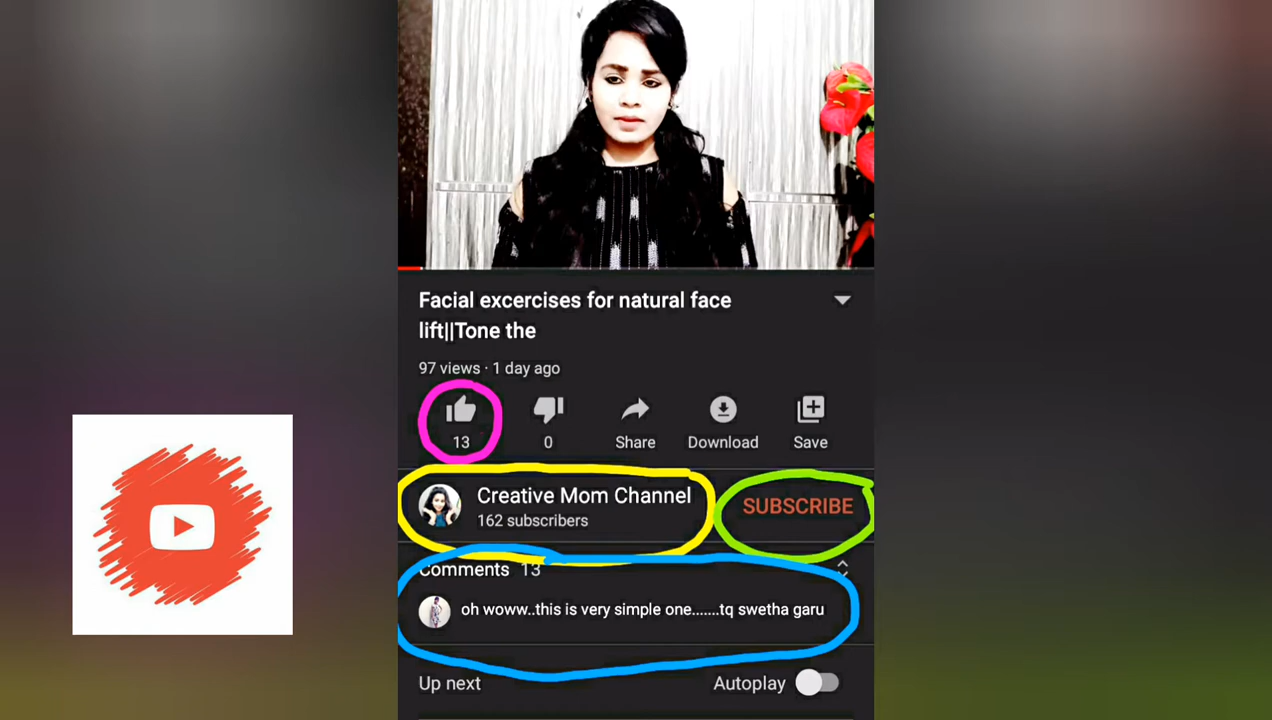 Facial excercises for natural face
lift||Tone the
97 views · 1 day ago
13
0
Share
Download
Save
Creative Mom Channel
162 subscribers
SUBSCRIBE
Comments 13
oh woww..this is very simple one.......tq swetha garu
Up next
Autoplay